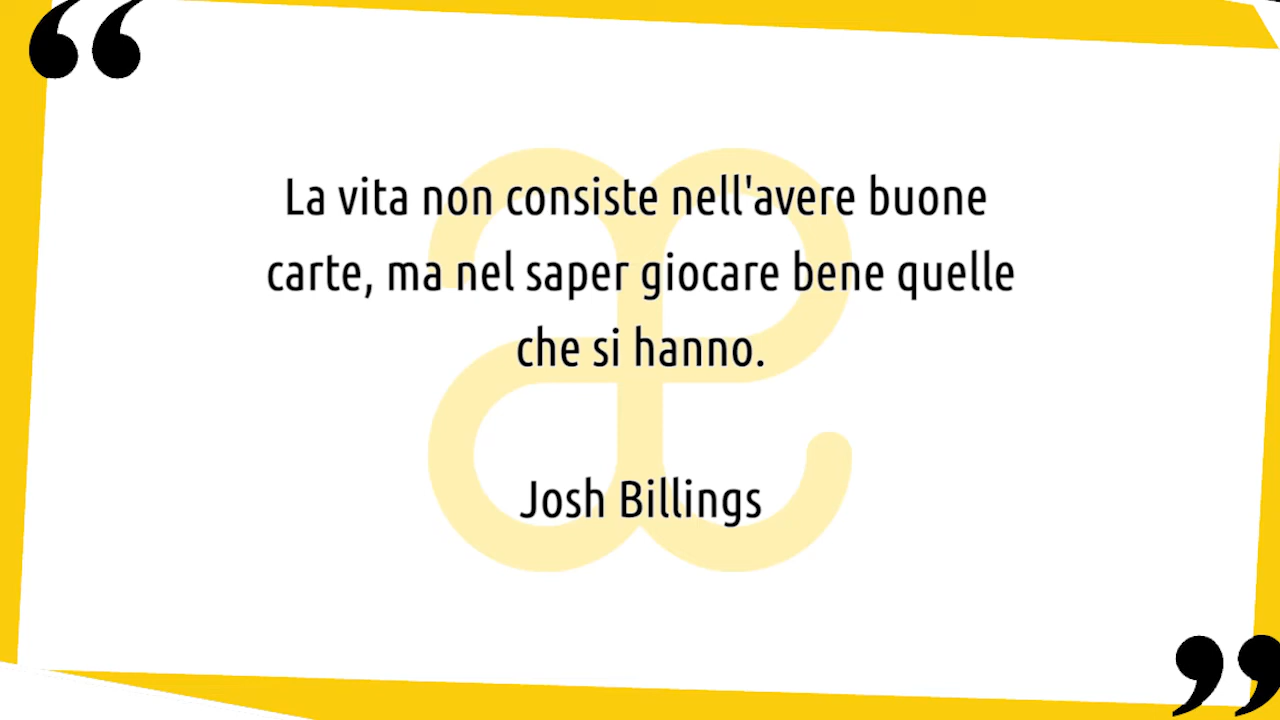 La vita non consiste nell'avere buone
carte, ma nel saper giocare bene quelle
che si hanno.
Josh Billings